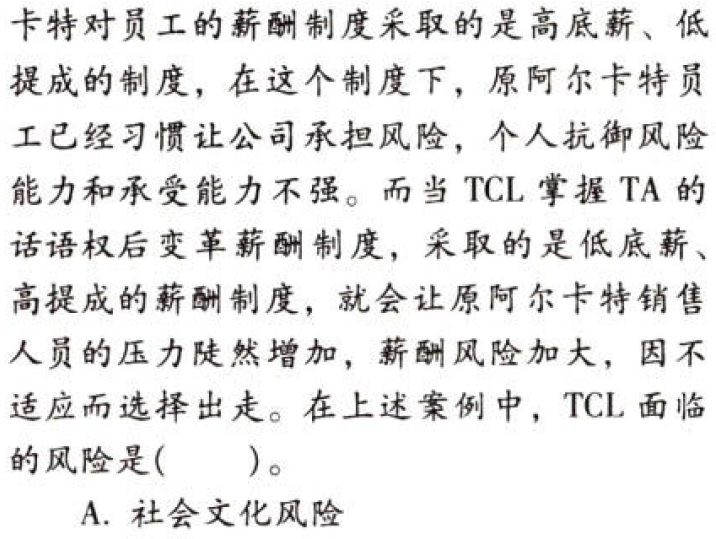 卡特对员工的薪酬制度采取的是高底薪、低
提成的制度，在这个制度下，原阿尔卡特员
工已经习惯让公司承担风险，个人抗御风险
能力和承受能力不强。而当 TCL 掌握 TA 的
话语权后变革薪酬制度，采取的是低底薪、
高提成的薪酬制度，就会让原阿尔卡特销售
人员的压力陡然增加，薪酬风险加大，因不
适应而选择出走。在上述案例中，TCL 面临
的风险是(　　)。
A. 社会文化风险